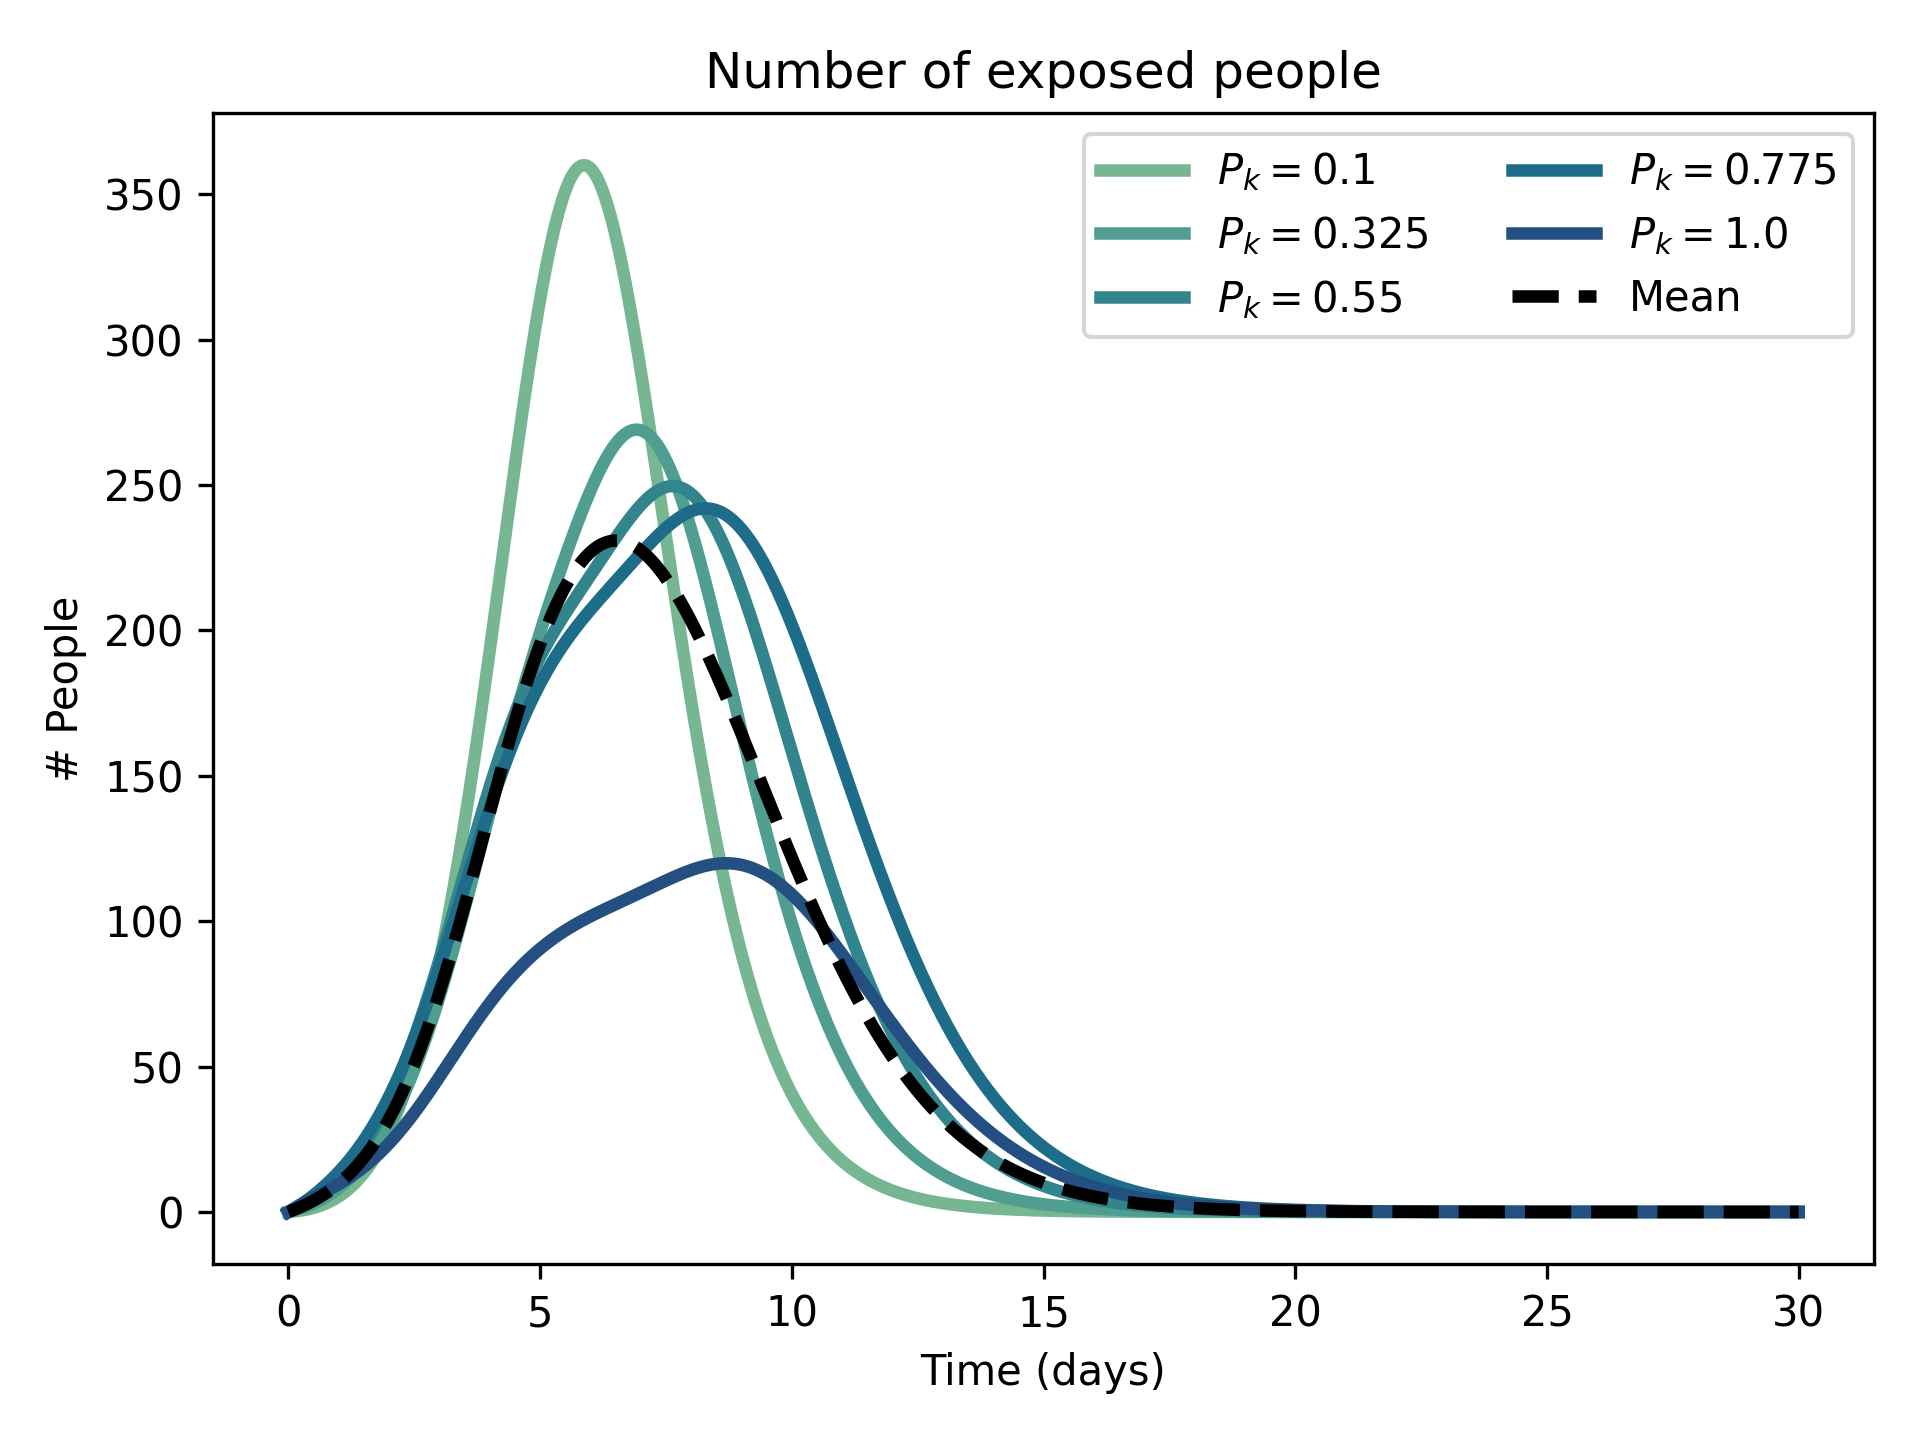 Number of exposed people
$P_k = 0.1$
$P_k = 0.325$
$P_k = 0.55$
$P_k = 0.775$
$P_k = 1.0$
Mean
# People
350
300
250
200
150
100
50
0
0 5 10 15 20 25 30
Time (days)